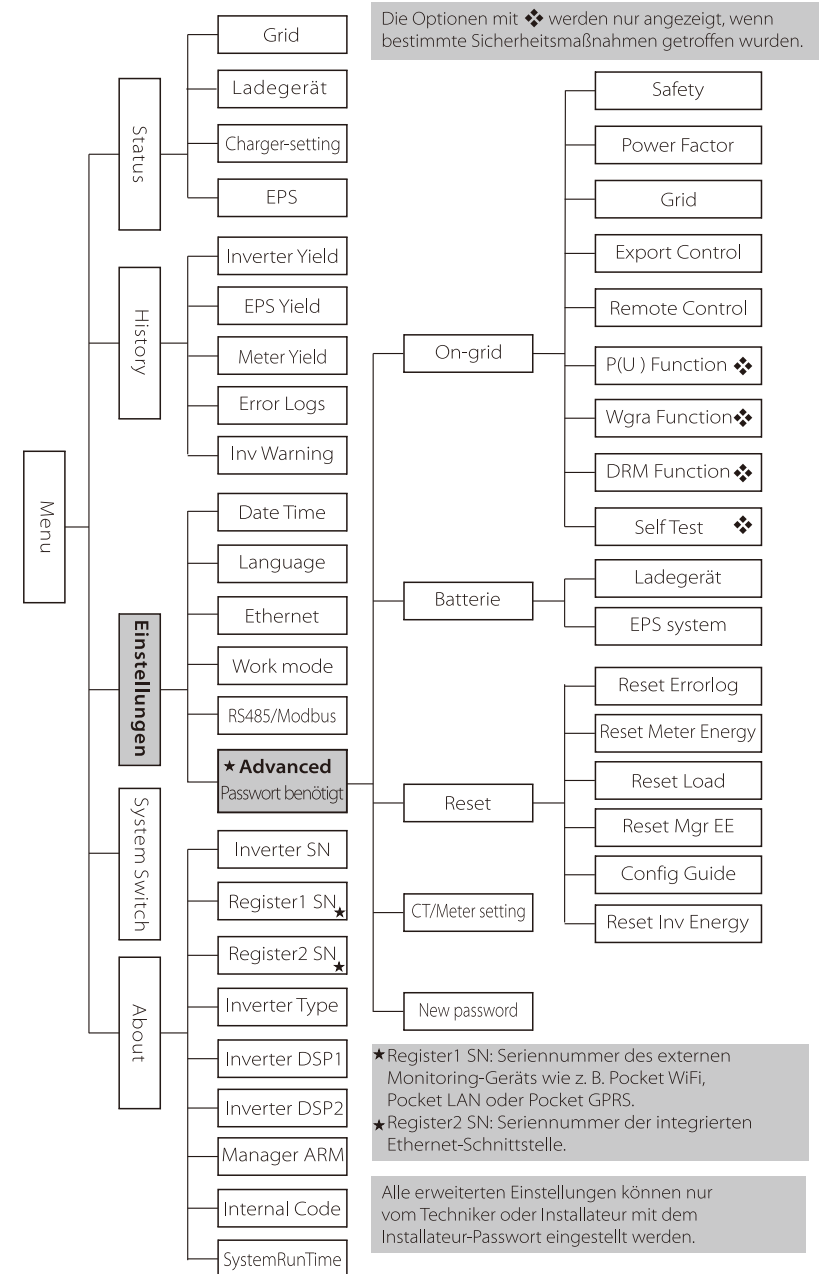 Die Optionen mit ❖ werden nur angezeigt, wenn
bestimmte Sicherheitsmaßnahmen getroffen wurden.
Menu
Status
Grid
Ladegerät
Charger-setting
EPS
History
Inverter Yield
EPS Yield
Meter Yield
Error Logs
Inv Warning
Einstellungen
Date Time
Language
Ethernet
Work mode
RS485/Modbus
★ Advanced
Passwort benötigt
System Switch
About
Inverter SN
Register1 SN★
Register2 SN★
Inverter Type
Inverter DSP1
Inverter DSP2
Manager ARM
Internal Code
SystemRunTime
On-grid
Safety
Power Factor
Grid
Export Control
Remote Control
P(U ) Function ❖
Wgra Function❖
DRM Function❖
Self Test ❖
Batterie
Ladegerät
EPS system
Reset
Reset Errorlog
Reset Meter Energy
Reset Load
Reset Mgr EE
Config Guide
Reset Inv Energy
CT/Meter setting
New password
★Register1 SN: Seriennummer des externen
Monitoring-Geräts wie z. B. Pocket WiFi,
Pocket LAN oder Pocket GPRS.
★Register2 SN: Seriennummer der integrierten
Ethernet-Schnittstelle.
Alle erweiterten Einstellungen können nur
vom Techniker oder Installateur mit dem
Installateur-Passwort eingestellt werden.